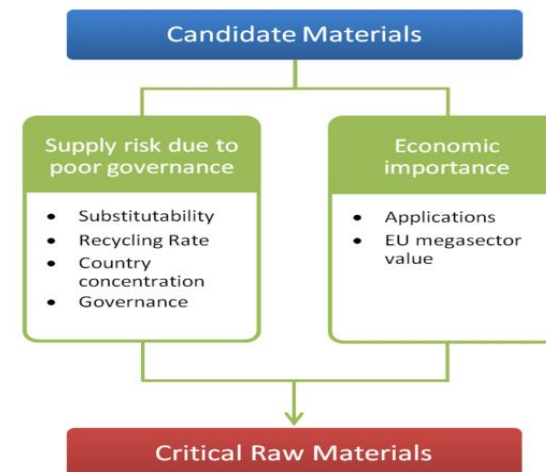 Candidate Materials
Supply risk due to
poor governance
• Substitutability
• Recycling Rate
• Country
concentration
• Governance
Economic
importance
• Applications
• EU megasector
value
Critical Raw Materials